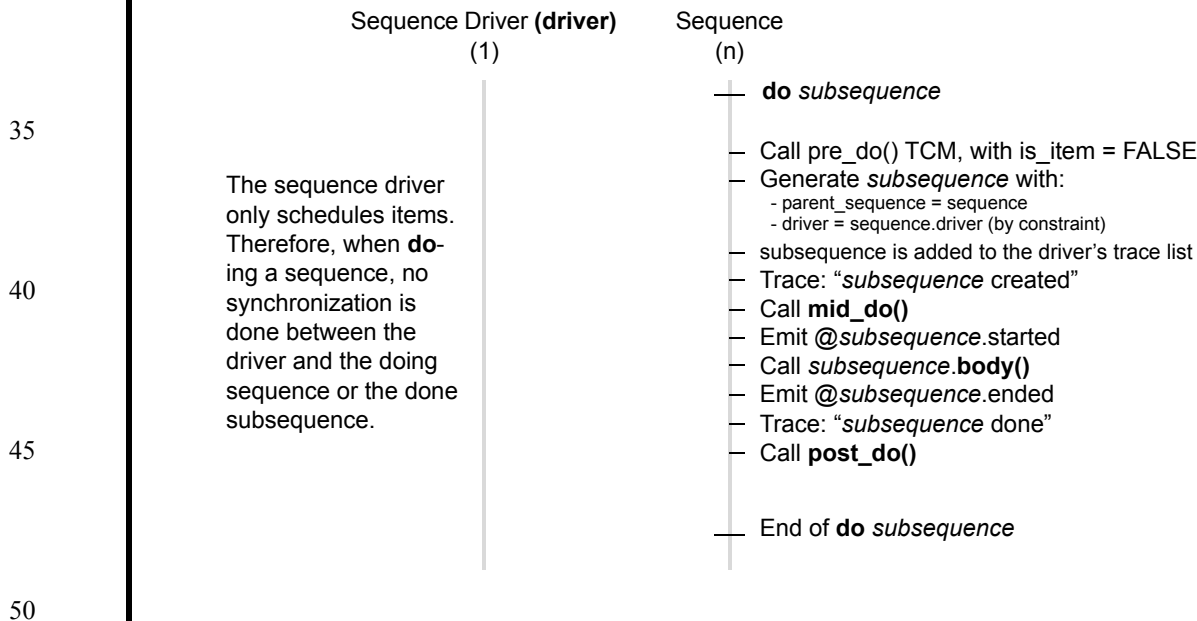 Sequence Driver (driver)
Sequence
(1)
(n)
do subsequence
35
Call pre_do() TCM, with is_item = FALSE
Generate subsequence with:
- parent_sequence = sequence
- driver = sequence.driver (by constraint)
subsequence is added to the driver’s trace list
40
Trace: “subsequence created”
Call mid_do()
Emit @subsequence.started
Call subsequence.body()
Emit @subsequence.ended
Trace: “subsequence done”
45
Call post_do()
The sequence driver
only schedules items.
Therefore, when do-
ing a sequence, no
synchronization is
done between the
driver and the doing
sequence or the done
subsequence.
End of do subsequence
50